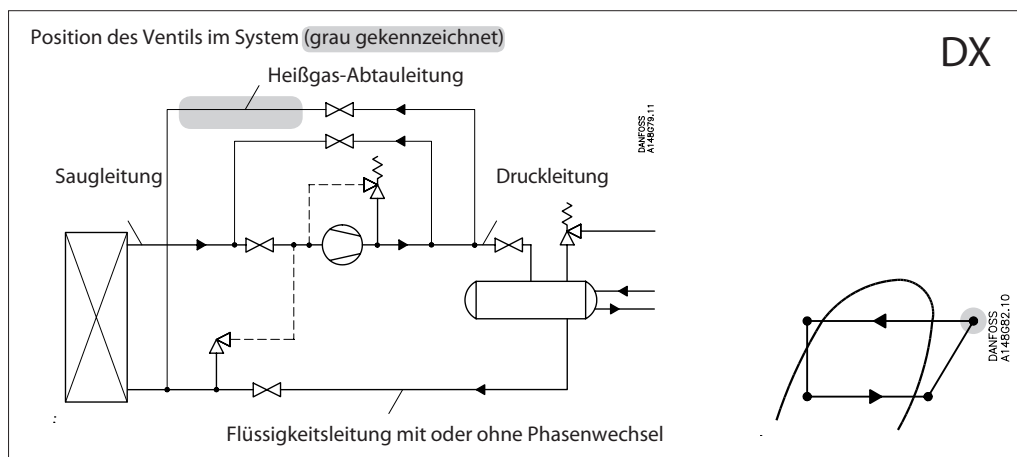 Position des Ventils im System (grau gekennzeichnet)
DX
Heißgas-Abtauleitung
DANFOSS
A148G79.11
Saugleitung
Druckleitung
DANFOSS
A148G82.10
Flüssigkeitsleitung mit oder ohne Phasenwechsel